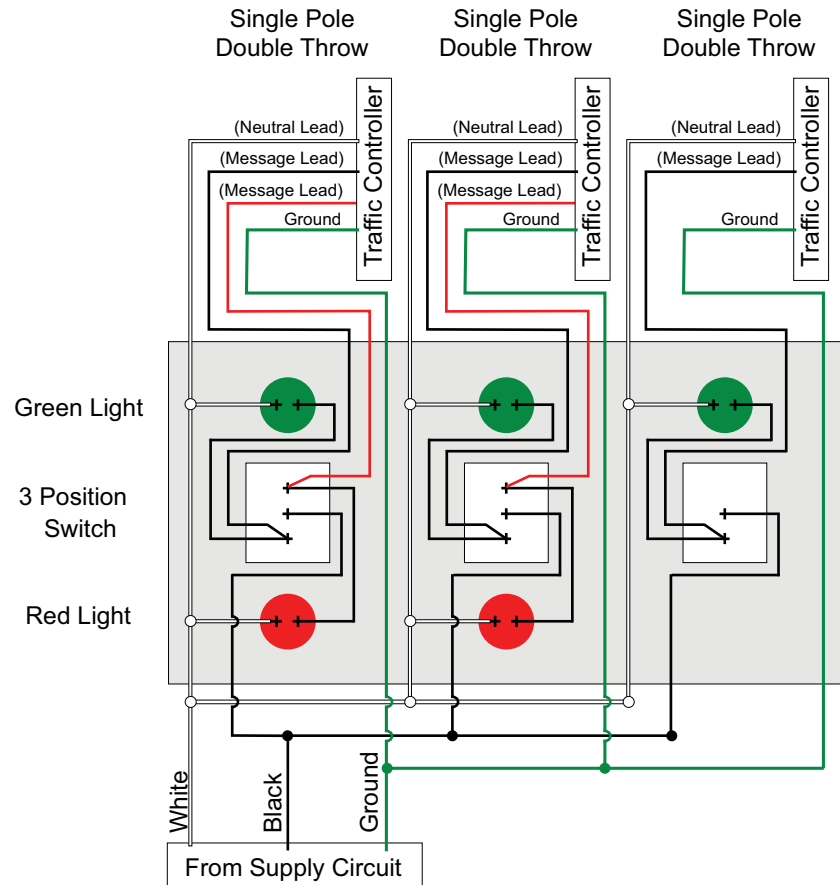 Single Pole
Double Throw
Single Pole
Double Throw
Single Pole
Double Throw
(Neutral Lead)
(Message Lead)
(Message Lead)
Ground
Traffic Controller
(Neutral Lead)
(Message Lead)
(Message Lead)
Ground
Traffic Controller
(Neutral Lead)
(Message Lead)
Ground
Traffic Controller
Green Light
3 Position
Switch
Red Light
White
Black
Ground
From Supply Circuit